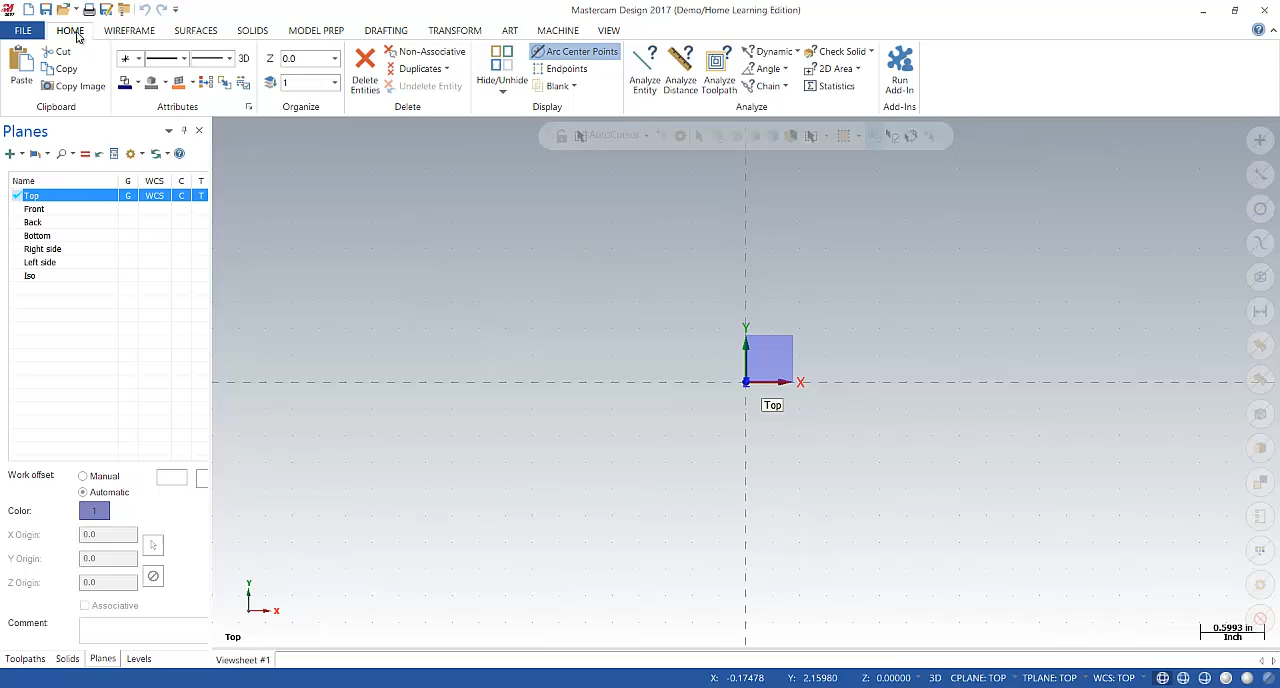 Mastercam Design 2017 (Demo/Home Learning Edition)
FILE HOME WIREFRAME SURFACES SOLIDS MODEL PREP DRAFTING TRANSFORM ART MACHINE VIEW
Paste
Cut
Copy
Copy Image
Clipboard
3D
Attributes
Z 0.0
1
Organize
Delete Entities
Non-Associative
Duplicates
Undelete Entity
Delete
Hide/Unhide
Arc Center Points
Endpoints
Blank
Display
Analyze Entity
Analyze Distance
Analyze Toolpath
Dynamic
Angle
Chain
Check Solid
2D Area
Statistics
Analyze
Run Add-In
Add-Ins
Planes
AutoCursor
Name G WCS C T
Top G WCS C T
Front
Back
Bottom
Right side
Left side
Iso
Y
X
Top
Work offset: Manual
Automatic
Color: 1
X Origin: 0.0
Y Origin: 0.0
Z Origin: 0.0
Associative
Comment:
Y
X
Top
0.5993 in
Inch
Toolpaths Solids Planes Levels
Viewsheet #1
X: -0.17478 Y: 2.15980 Z: 0.00000 3D CPLANE: TOP TPLANE: TOP WCS: TOP